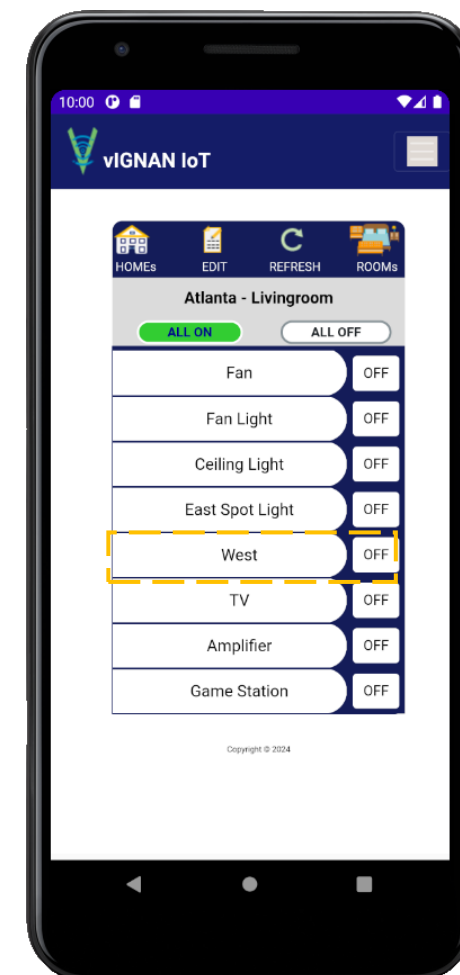 10:00
vIGNAN IoT
HOMEs EDIT REFRESH ROOMs
Atlanta - Livingroom
ALL ON ALL OFF
Fan OFF
Fan Light OFF
Ceiling Light OFF
East Spot Light OFF
West OFF
TV OFF
Amplifier OFF
Game Station OFF
Copyright © 2024